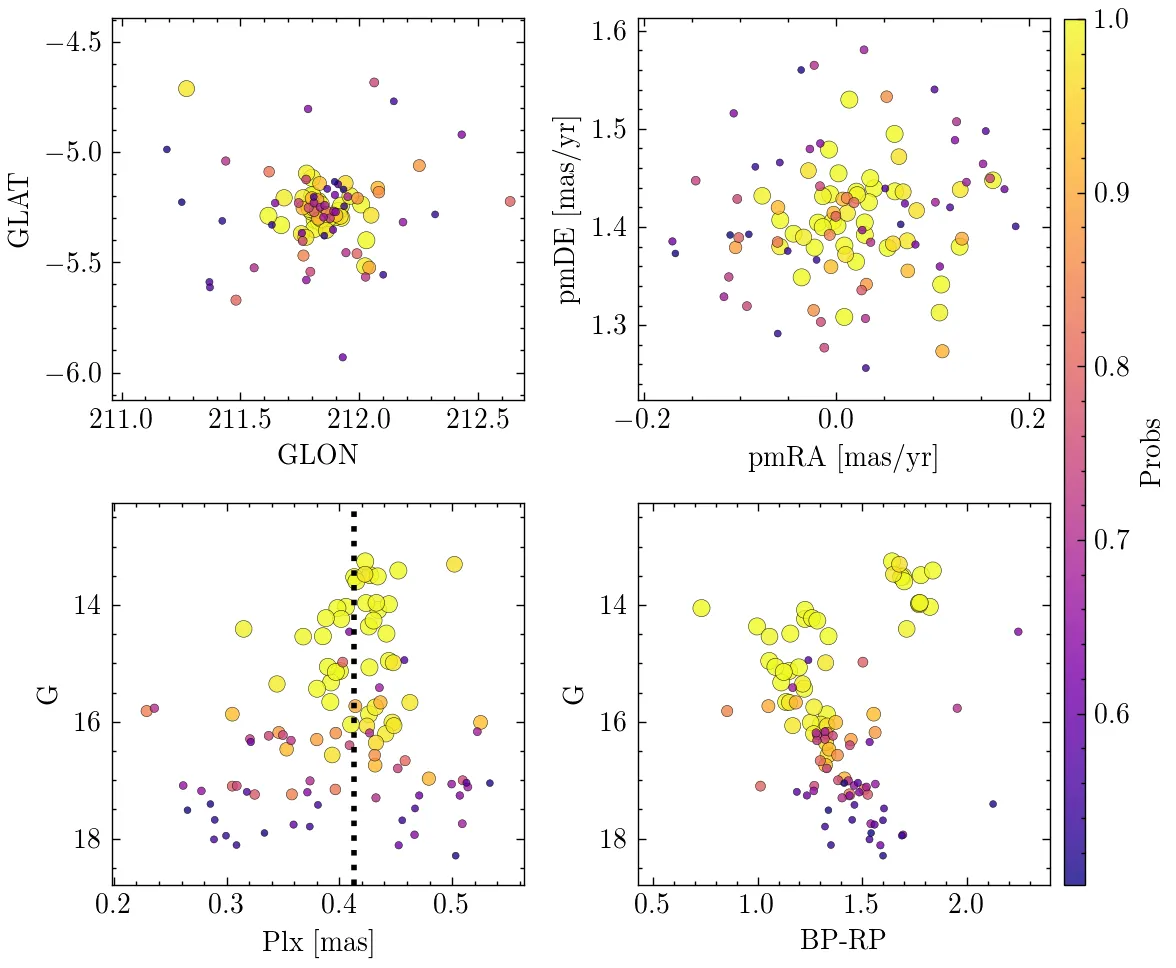 −4.5
−5.0
−5.5
−6.0
GLAT
211.0 211.5 212.0 212.5
GLON
1.6
1.5
1.4
1.3
pmDE [mas/yr]
−0.2 0.0 0.2
pmRA [mas/yr]
1.0
0.9
0.8
0.7
0.6
Probs
14
16
18
G
0.2 0.3 0.4 0.5
Plx [mas]
14
16
18
G
0.5 1.0 1.5 2.0
BP-RP